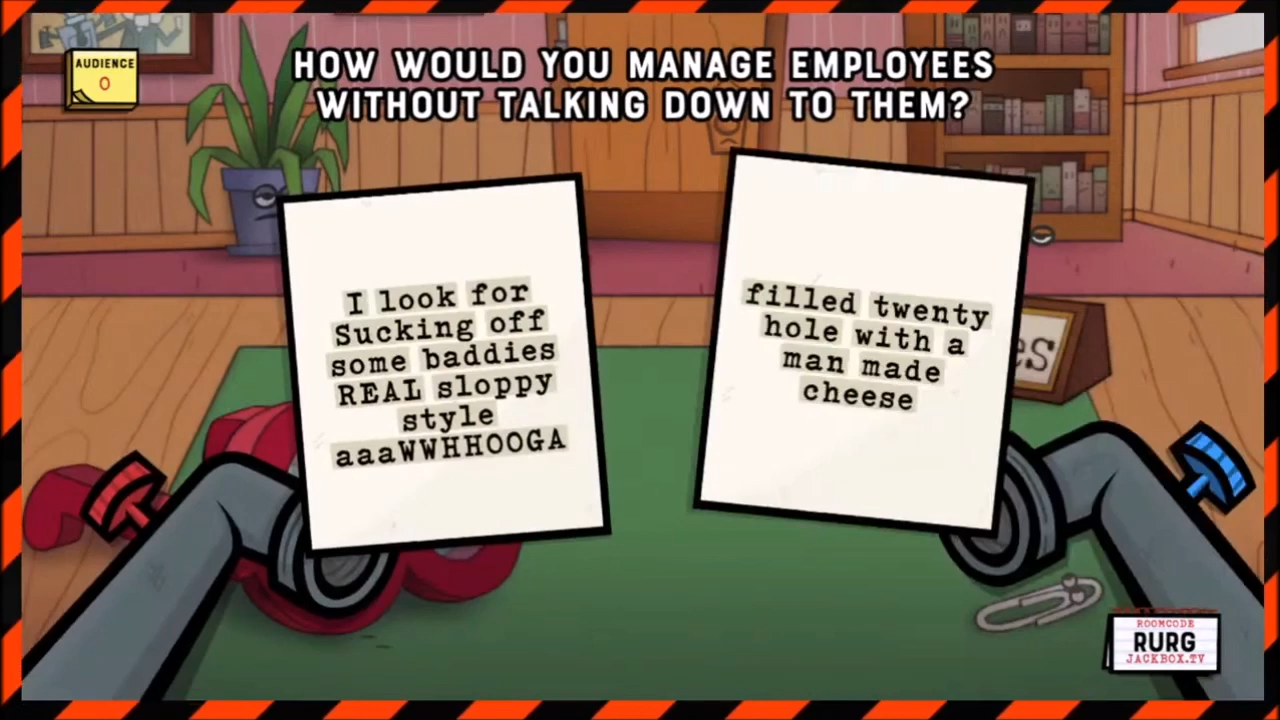 AUDIENCE
0
HOW WOULD YOU MANAGE EMPLOYEES
WITHOUT TALKING DOWN TO THEM?
I look for
Sucking off
some baddies
REAL sloppy
style
aaaWWHHOOGA
filled twenty
hole with a
man made
cheese
ES
ROOMCODE
RURG
JACKBOX.TV